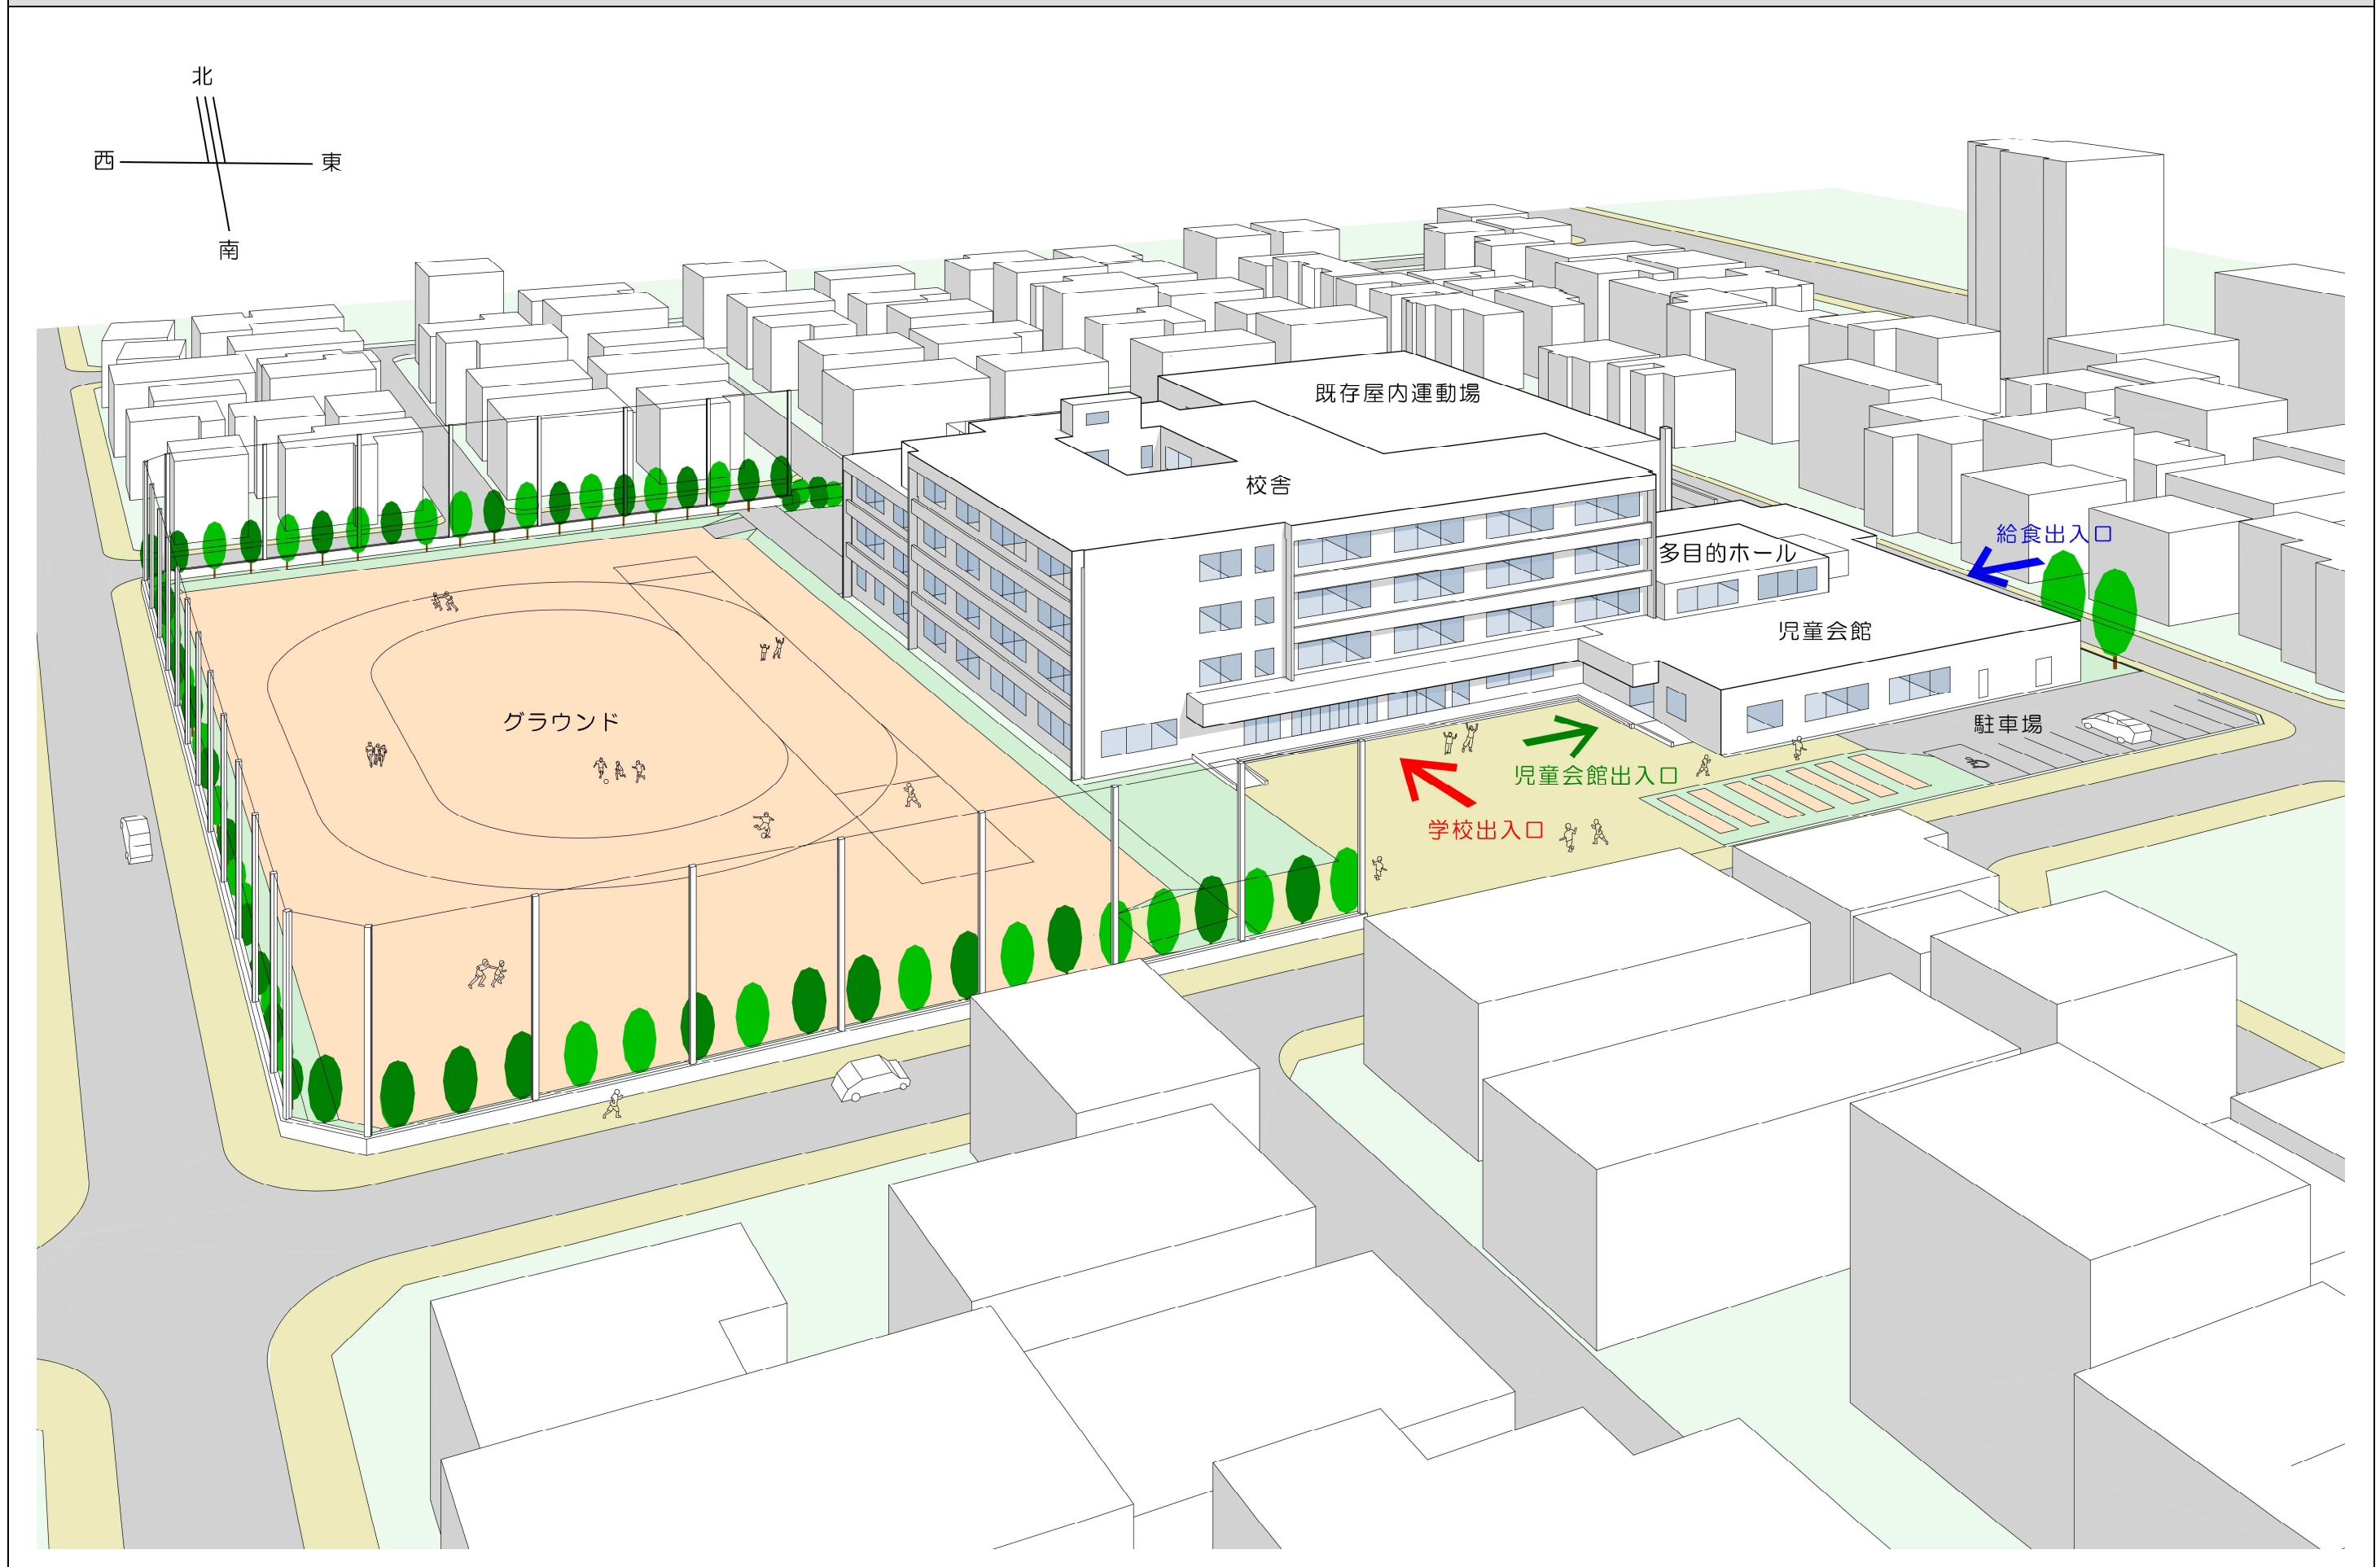 北
西
東
南
既存屋内運動場
校舎
給食出入口
多目的ホール
児童会館
グラウンド
駐車場
児童会館出入口
学校出入口